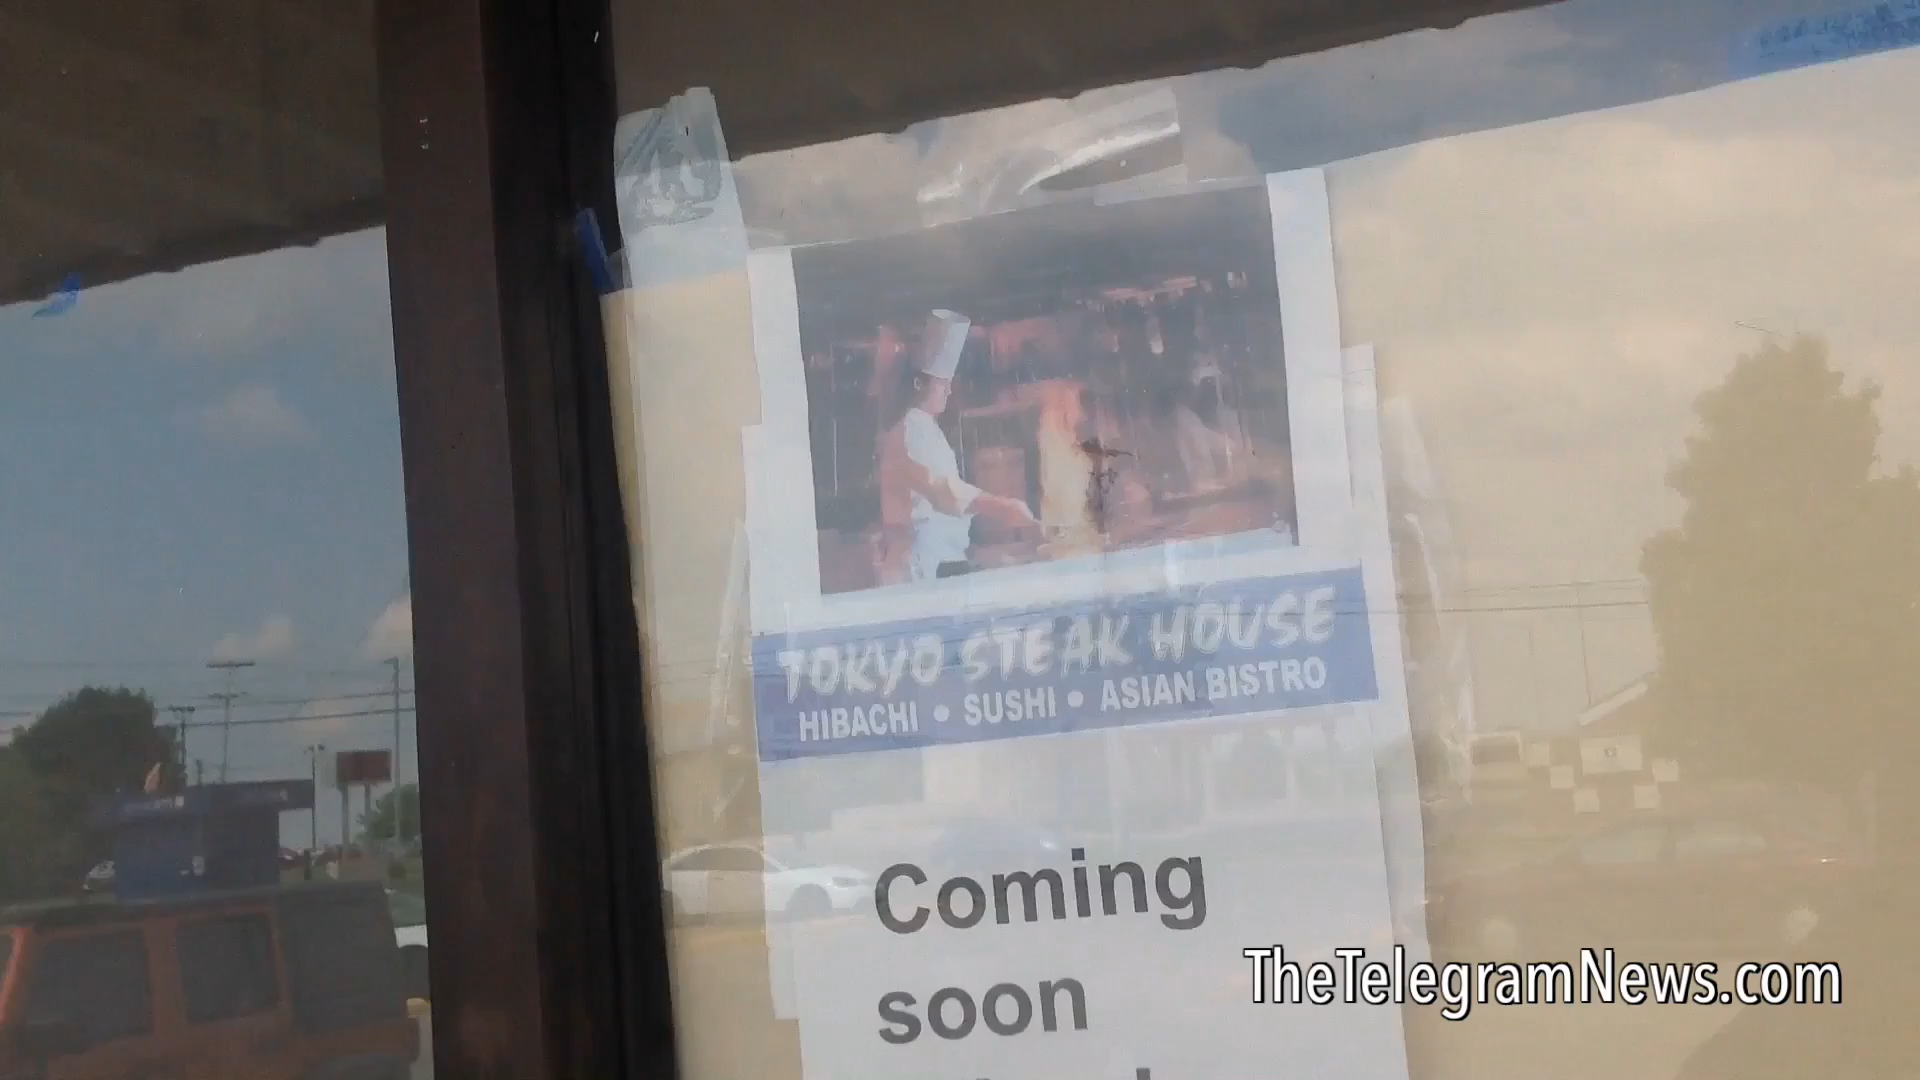 TOKYO STEAK HOUSE
HIBACHI • SUSHI • ASIAN BISTRO
Coming
soon
TheTelegramNews.com